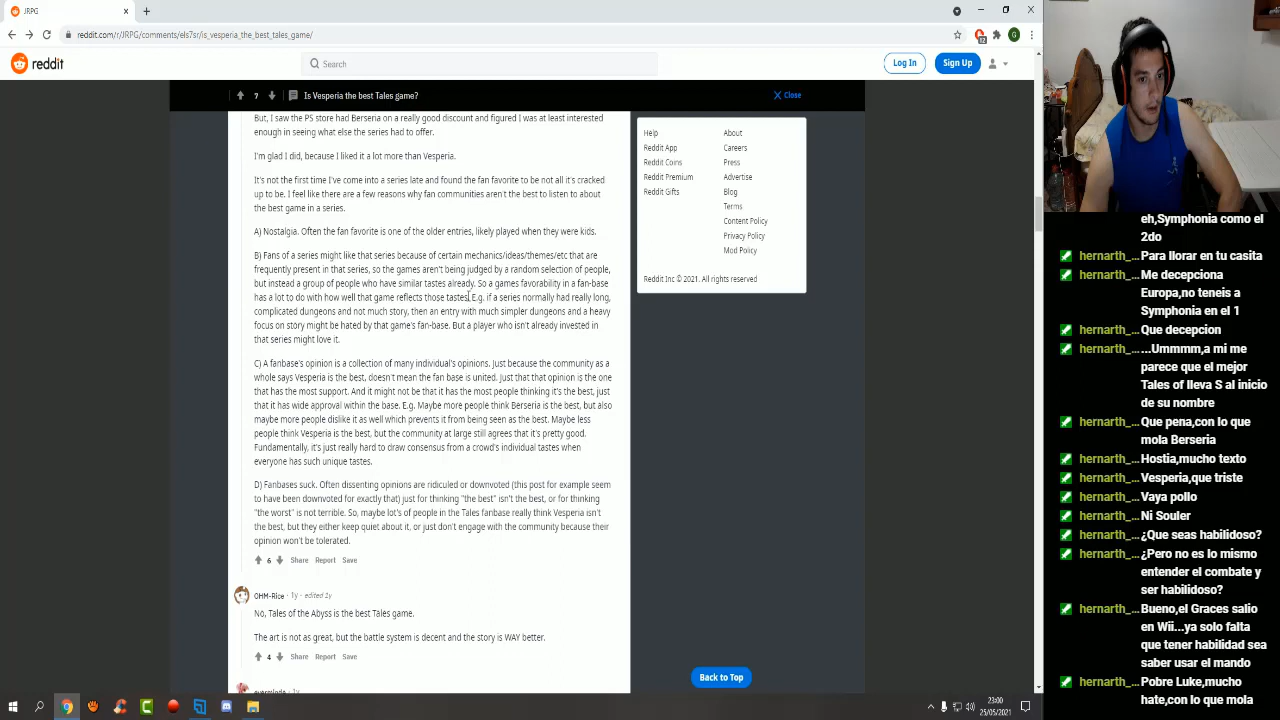 JRPG
reddit.com/r/JRPG/comments/els7sr/is_vesperia_the_best_tales_game/
G
reddit
Search
Log In
Sign Up
7
Is Vesperia the best Tales game?
Close
But, I saw the PS store had Berseria on a really good discount and figured I was at least interested
enough in seeing what else the series had to offer.
I'm glad I did, because I liked it a lot more than Vesperia.
It's not the first time I've come into a series late and found the fan favorite to be not all it's cracked
up to be. I feel like there are a few reasons why fan communities aren't the best to listen to about
the best game in a series.
A) Nostalgia. Often the fan favorite is one of the older entries, likely played when they were kids.
B) Fans of a series might like that series because of certain mechanics/ideas/themes/etc that are
frequently present in that series, so the games aren't being judged by a random selection of people,
but instead a group of people who have similar tastes already. So a games favorability in a fan-base
has a lot to do with how well that game reflects those tastes. E.g. if a series normally had really long,
complicated dungeons and not much story, then an entry with much simpler dungeons and a heavy
focus on story might be hated by that game's fan-base. But a player who isn't already invested in
that series might love it.
C) A fanbase's opinion is a collection of many individual's opinions. Just because the community as a
whole says Vesperia is the best, doesn't mean the fan base is united. Just that that opinion is the one
that has the most support. And it might not be that it has the most people thinking it's the best, just
that it has wide approval within the base. E.g. Maybe more people think Berseria is the best, but also
maybe more people dislike it as well which prevents it from being seen as the best. Maybe less
people think Vesperia is the best, but the community at large still agrees that it's pretty good.
Fundamentally, it's just really hard to draw consensus from a crowd's individual tastes when
everyone has such unique tastes.
D) Fanbases suck. Often dissenting opinions are ridiculed or downvoted (this post for example seem
to have been downvoted for exactly that) just for thinking "the best" isn't the best, or for thinking
"the worst" is not terrible. So, maybe lot's of people in the Tales fanbase really think Vesperia isn't
the best, but they either keep quiet about it, or just don't engage with the community because their
opinion won't be tolerated.
6 Share Report Save
OHM-Rice · 1y · edited 1y
No, Tales of the Abyss is the best Tales game.
The art is not as great, but the battle system is decent and the story is WAY better.
4 Share Report Save
Help About
Reddit App Careers
Reddit Coins Press
Reddit Premium Advertise
Reddit Gifts Blog
Terms
Content Policy
Privacy Policy
Mod Policy
Reddit Inc © 2021. All rights reserved
Back to Top
eh,Symphonia como el
2do
hernarth_... Para llorar en tu casita
hernarth_... Me decepciona
Europa,no teneis a
Symphonia en el 1
hernarth_... Que decepcion
hernarth_... ...Ummmm,a mi me
parece que el mejor
Tales of lleva S al inicio
de su nombre
hernarth_... Que pena,con lo que
mola Berseria
hernarth_... Hostia,mucho texto
hernarth_... Vesperia,que triste
hernarth_... Vaya pollo
hernarth_... Ni Souler
hernarth_... ¿Que seas habilidoso?
hernarth_... ¿Pero no es lo mismo
entender el combate y
ser habilidoso?
hernarth_... Bueno,el Graces salio
en Wii...ya solo falta
que tener habilidad sea
saber usar el mando
hernarth_... Pobre Luke,mucho
hate,con lo que mola
23:00
25/05/2021